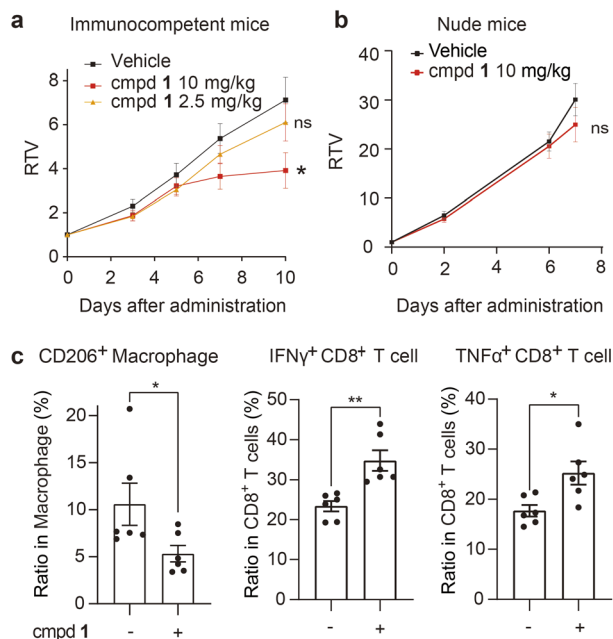 a Immunocompetent mice
Vehicle
cmpd 1 10 mg/kg
cmpd 1 2.5 mg/kg
RTV
8
6
4
2
0
ns
*
0 2 4 6 8 10
Days after administration
b Nude mice
Vehicle
cmpd 1 10 mg/kg
RTV
40
30
20
10
0
ns
0 2 4 6 8
Days after administration
c CD206+ Macrophage
*
Ratio in Macrophage (%)
20
15
10
5
0
cmpd 1 - +
IFNγ+ CD8+ T cell
**
Ratio in CD8+ T cells (%)
50
40
30
20
10
0
- +
TNFα+ CD8+ T cell
*
Ratio in CD8+ T cells (%)
40
30
20
10
0
- +